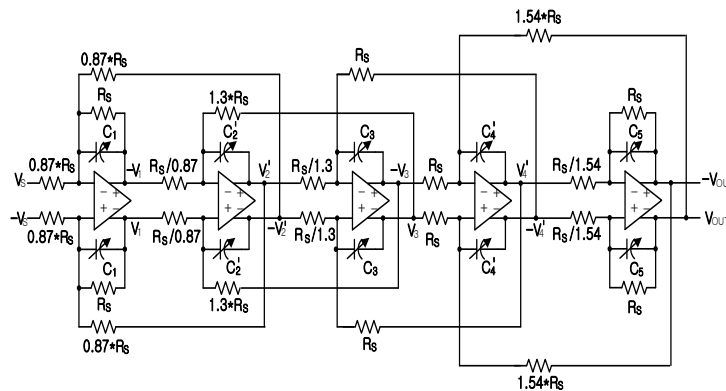 1.54*Rs
0.87*Rs
Rs
Rs
1.3*Rs
Rs
C1
C2'
C3
C4'
C5
0.87*Rs
-V1
Rs/0.87
V2'
Rs/1.3
-V3
Rs
V4'
Rs/1.54
Vs
-VOU
-Vs
VOUT
0.87*Rs
V1
Rs/0.87
-V2'
Rs/1.3
V3
Rs
-V4'
Rs/1.54
C1
C2'
C3
C4'
C5
Rs
1.3*Rs
Rs
Rs
0.87*Rs
1.54*Rs
- +
+ -
- +
+ -
- +
+ -
- +
+ -
- +
+ -